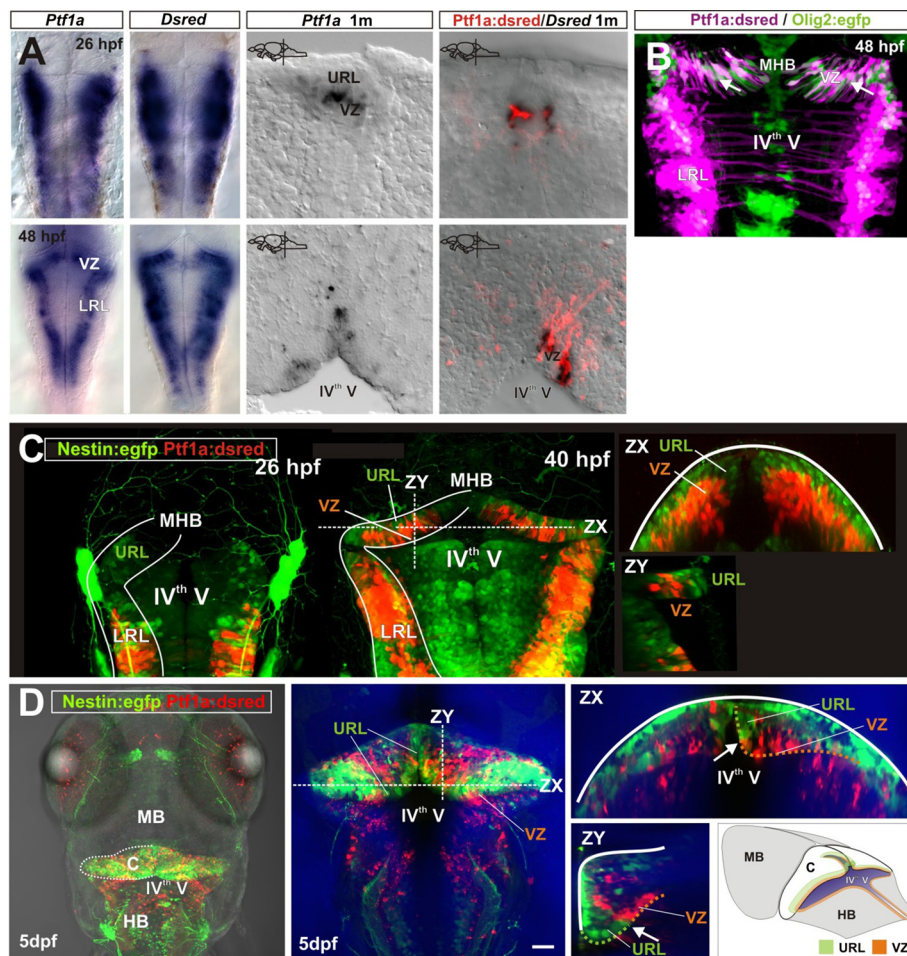 Ptf1a
Dsred
Ptf1a 1m
Ptf1a:dsred/Dsred 1m
Ptf1a:dsred / Olig2:egfp
A
26 hpf
URL
VZ
B
48 hpf
MHB
VZ
IVth V
LRL
48 hpf
VZ
LRL
IVth V
VZ
IVth V
C
Nestin:egfp Ptf1a:dsred
26 hpf
MHB
URL
IVth V
LRL
40 hpf
ZY
URL
MHB
VZ
ZX
IVth V
LRL
ZX
URL
VZ
ZY
URL
VZ
D
Nestin:egfp Ptf1a:dsred
MB
C
IVth V
HB
5dpf
ZY
URL
ZX
IVth V
VZ
5dpf
ZX
URL
VZ
IVth V
ZY
VZ
URL
MB
C
IVth V
HB
URL
VZ